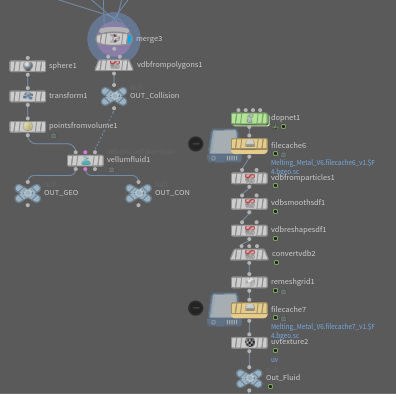 merge3
sphere1
vdbfrompolygons1
transform1
OUT_Collision
pointsfromvolume1
vellumfluid1
OUT_GEO
OUT_CON
dopnet1
filecache6
Melting_Metal_V6.filecache6_v1.$F
4.bgeo.sc
vdbfromparticles1
vdbsmoothsdf1
vdbreshapesdf1
convertvdb2
remeshgrid1
filecache7
Melting_Metal_V6.filecache7_v1.$F
4.bgeo.sc
uvtexture2
uv
Out_Fluid